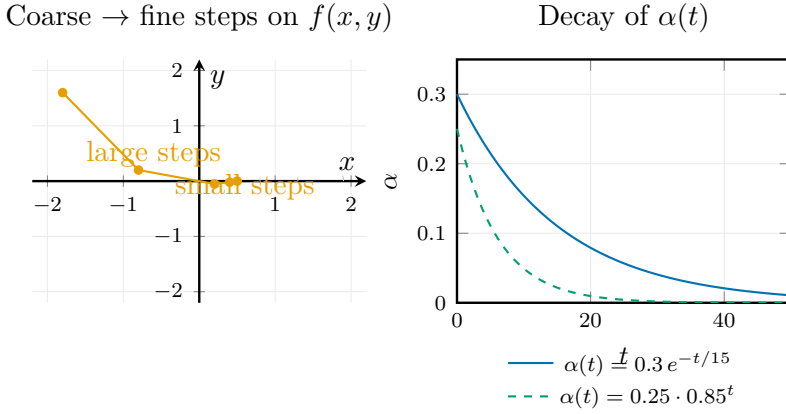 Coarse → fine steps on f(x, y)
2
1
−1
−2
−2
−1
1
2
x
y
large steps
small steps
Decay of α(t)
α
0.3
0.2
0.1
0
0
20
40
t
α(t) = 0.3 e^{−t/15}
α(t) = 0.25 · 0.85^t